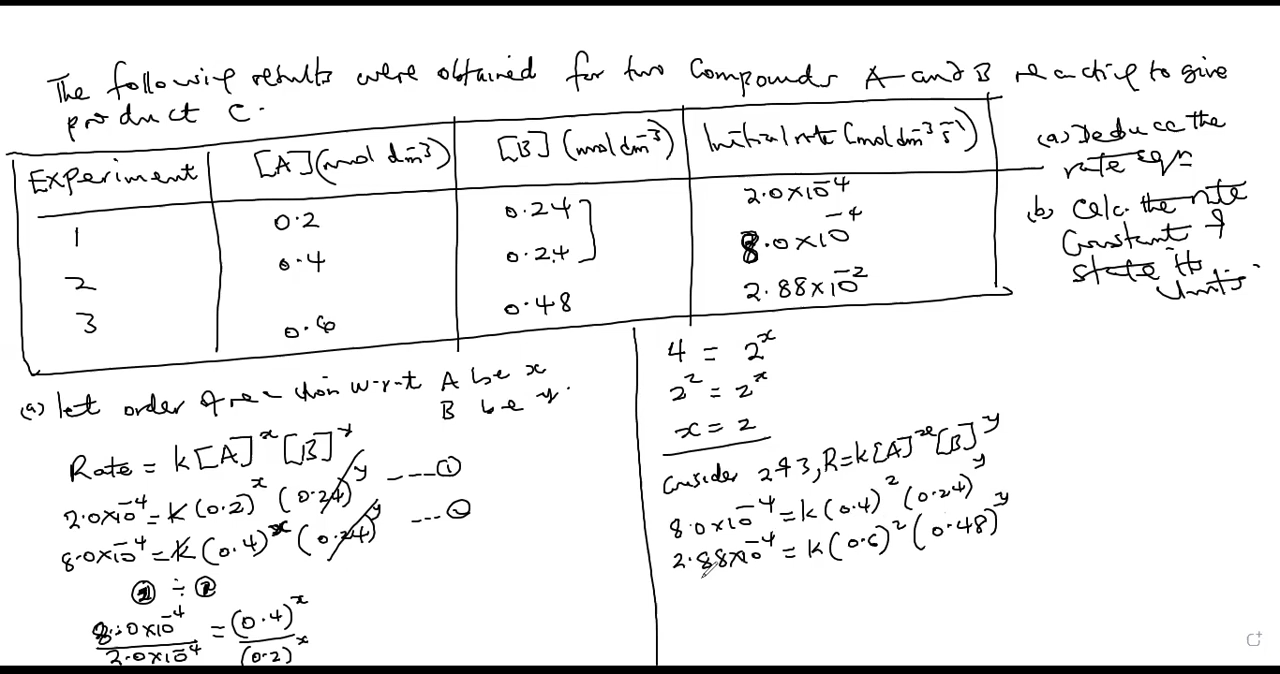 The following results were obtained for two compounds A and B reacting to give
product C.
Experiment [A](mol dm⁻³) [B](mol dm⁻³) Initial rate (mol dm⁻³ s⁻¹)
1 0.2 0.24 2.0×10⁻⁴
2 0.4 0.24 8.0×10⁻⁴
3 0.6 0.48 2.88×10⁻²
(a) Deduce the
rate eqn
(b) Calc. the rate
constant &
state its
units.
(a) let order of reaction w.r.t A be x
B be y.
Rate = k[A]ˣ[B]ʸ
2.0×10⁻⁴ = k(0.2)ˣ(0.24)ʸ ----①
8.0×10⁻⁴ = k(0.4)ˣ(0.24)ʸ ---②
② ÷ ①
8.0×10⁻⁴ = (0.4)ˣ
2.0×10⁻⁴ (0.2)ˣ
4 = 2ˣ
2² = 2ˣ
x = 2
Consider 2 & 3, R=k[A]ˣ[B]ʸ
8.0×10⁻⁴ = k(0.4)²(0.24)ʸ
2.88×10⁻⁴ = k(0.6)²(0.48)ʸ